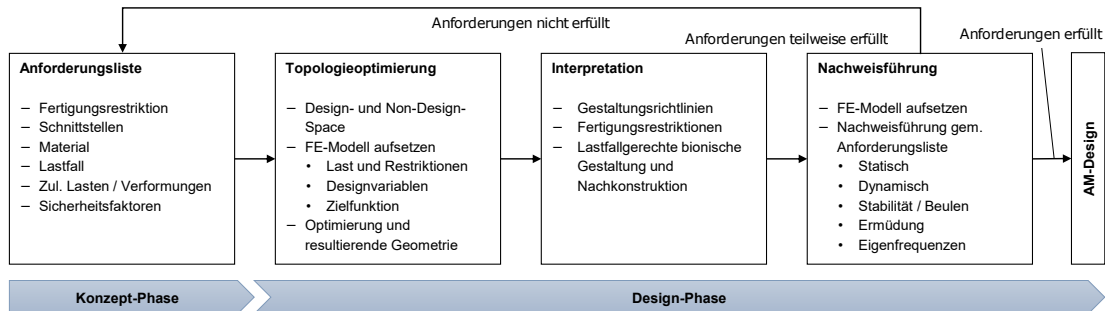 Anforderungen nicht erfüllt
Anforderungen teilweise erfüllt
Anforderungen erfüllt
Anforderungsliste
– Fertigungsrestriktion
– Schnittstellen
– Material
– Lastfall
– Zul. Lasten / Verformungen
– Sicherheitsfaktoren
Topologieoptimierung
– Design- und Non-Design-
Space
– FE-Modell aufsetzen
• Last und Restriktionen
• Designvariablen
• Zielfunktion
– Optimierung und
resultierende Geometrie
Interpretation
– Gestaltungsrichtlinien
– Fertigungsrestriktionen
– Lastfallgerechte bionische
Gestaltung und
Nachkonstruktion
Nachweisführung
– FE-Modell aufsetzen
– Nachweisführung gem.
Anforderungsliste
• Statisch
• Dynamisch
• Stabilität / Beulen
• Ermüdung
• Eigenfrequenzen
AM-Design
Konzept-Phase
Design-Phase